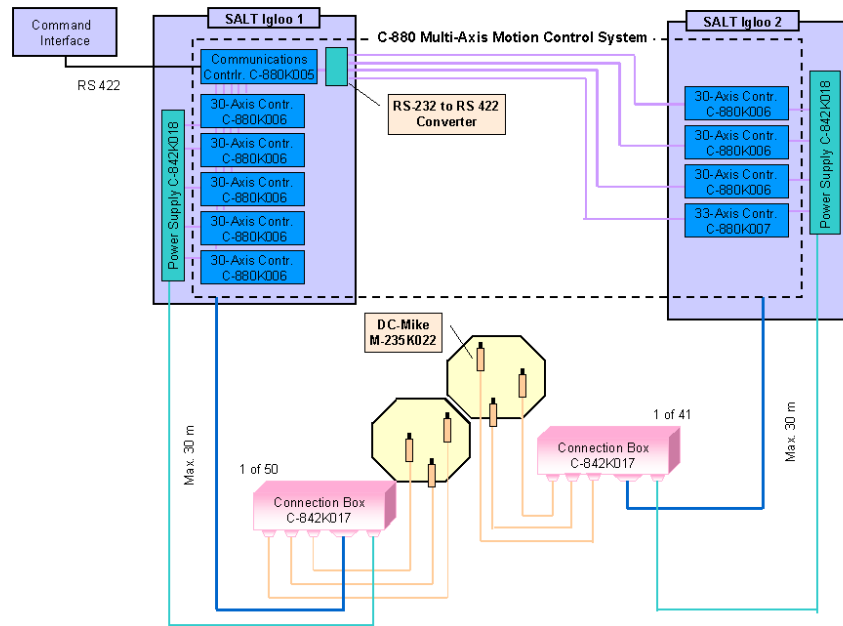 Command
Interface
RS 422
SALT Igloo 1
SALT Igloo 2
C-880 Multi-Axis Motion Control System
Communications
Contrlr. C-880K005
RS-232 to RS 422
Converter
Power Supply C-842K018
30-Axis Contr.
C-880K006
30-Axis Contr.
C-880K006
30-Axis Contr.
C-880K006
30-Axis Contr.
C-880K006
30-Axis Contr.
C-880K006
30-Axis Contr.
C-880K006
30-Axis Contr.
C-880K006
30-Axis Contr.
C-880K006
33-Axis Contr.
C-880K007
Power Supply C-842K018
DC-Mike
M-235K022
Max. 30 m
Max. 30 m
1 of 41
Connection Box
C-842K017
1 of 50
Connection Box
C-842K017